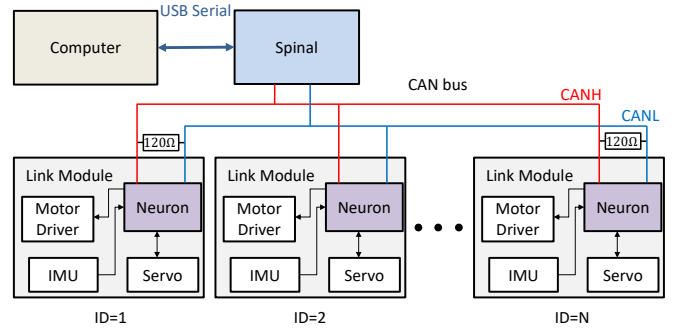 USB Serial
Computer
Spinal
CAN bus
CANH
CANL
120Ω
120Ω
Link Module
Neuron
Motor
Driver
IMU
Servo
ID=1
Link Module
Neuron
Motor
Driver
IMU
Servo
ID=2
Link Module
Neuron
Motor
Driver
IMU
Servo
ID=N